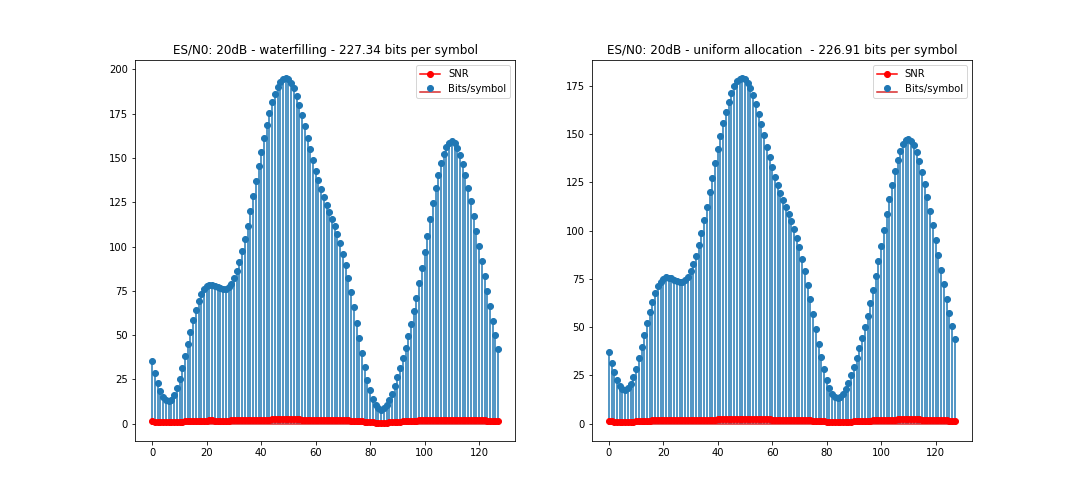 ES/N0: 20dB - waterfilling - 227.34 bits per symbol
SNR
Bits/symbol
200
175
150
125
100
75
50
25
0
0 20 40 60 80 100 120
ES/N0: 20dB - uniform allocation  - 226.91 bits per symbol
SNR
Bits/symbol
175
150
125
100
75
50
25
0
0 20 40 60 80 100 120